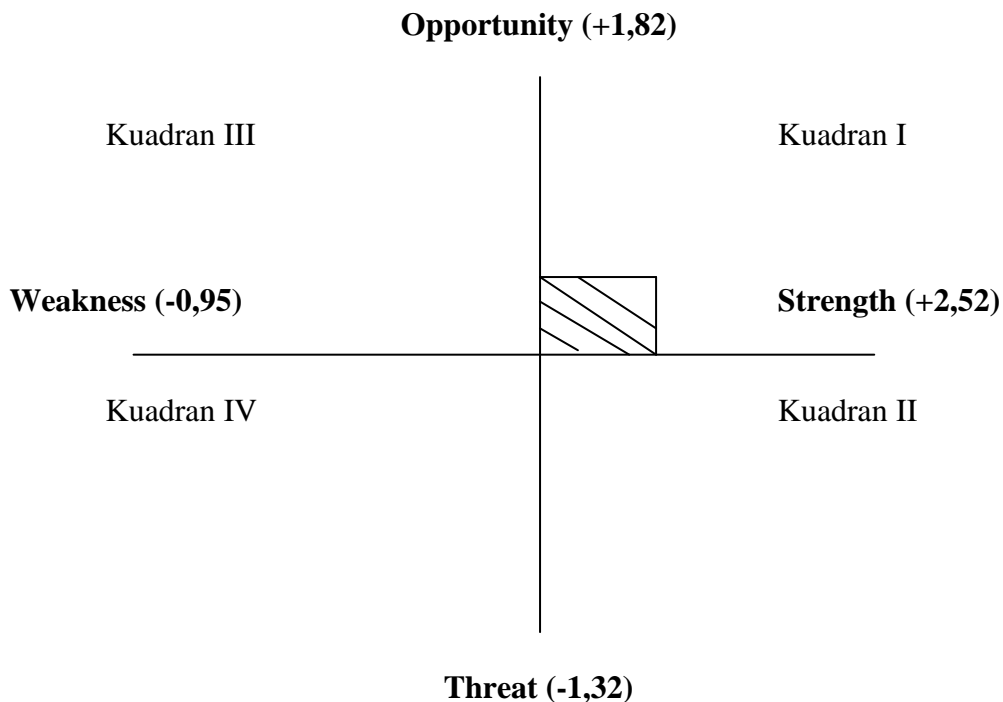 Opportunity (+1,82)
Kuadran III
Kuadran I
Weakness (-0,95)
Strength (+2,52)
Kuadran IV
Kuadran II
Threat (-1,32)